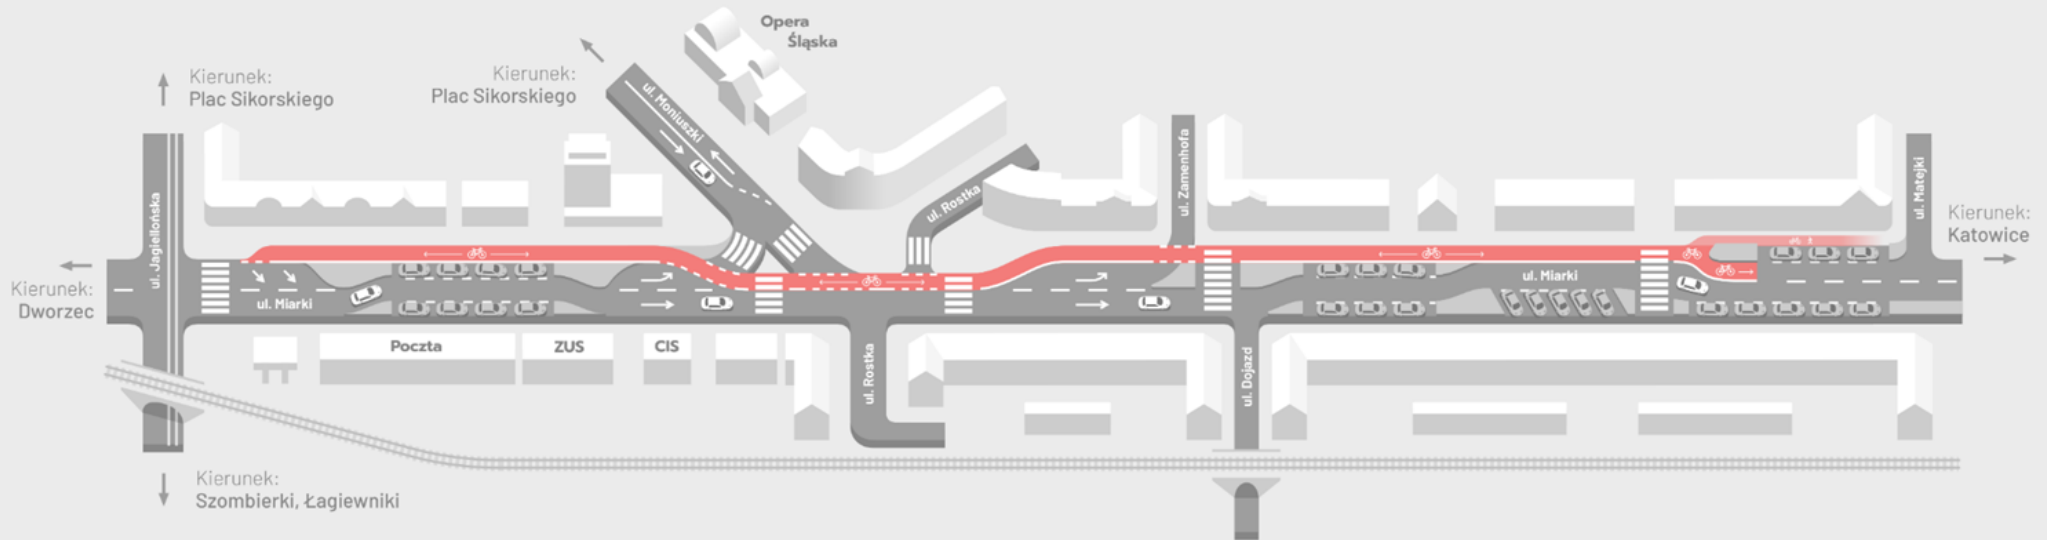 Opera
Śląska
Kierunek:
Plac Sikorskiego
Kierunek:
Plac Sikorskiego
ul. Moniuszki
ul. Jagiellońska
ul. Rostka
ul. Zamenhofa
ul. Matejki
Kierunek:
Katowice
Kierunek:
Dworzec
ul. Miarki
ul. Miarki
Poczta
ZUS
CIS
ul. Rostka
ul. Dojazd
Kierunek:
Szombierki, Łagiewniki